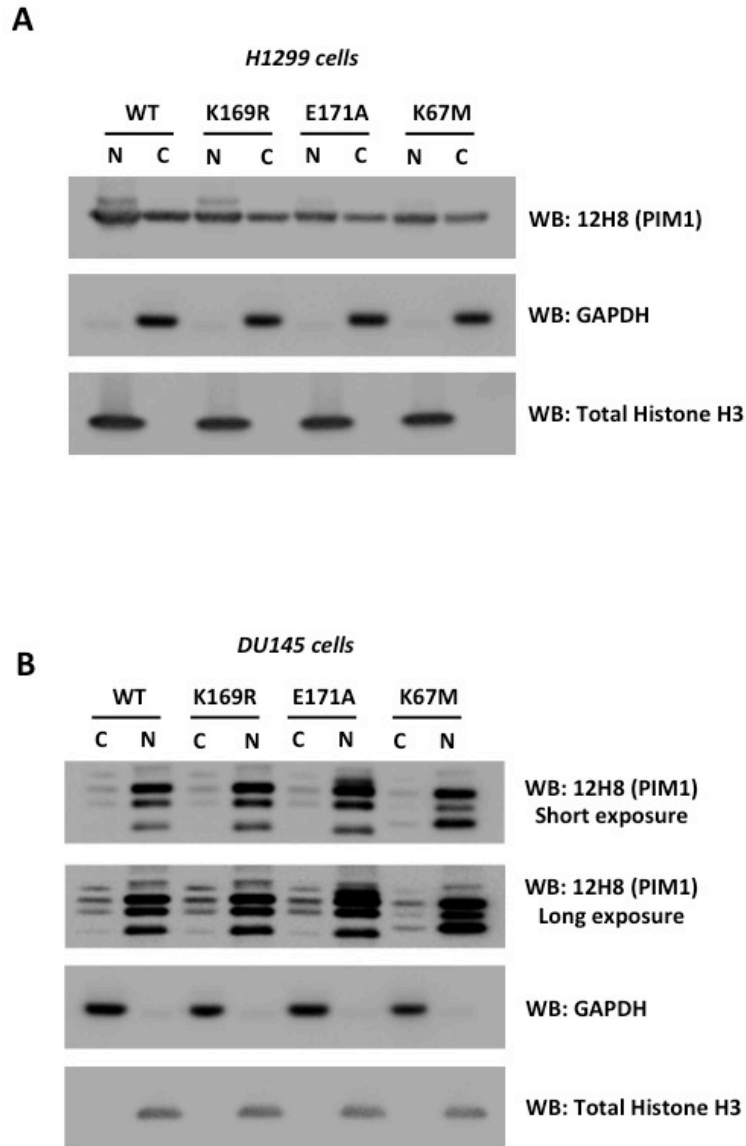 A
H1299 cells
WT K169R E171A K67M
N C N C N C N C
WB: 12H8 (PIM1)
WB: GAPDH
WB: Total Histone H3
DU145 cells
B
WT K169R E171A K67M
C N C N C N C N
WB: 12H8 (PIM1)
Short exposure
WB: 12H8 (PIM1)
Long exposure
WB: GAPDH
WB: Total Histone H3